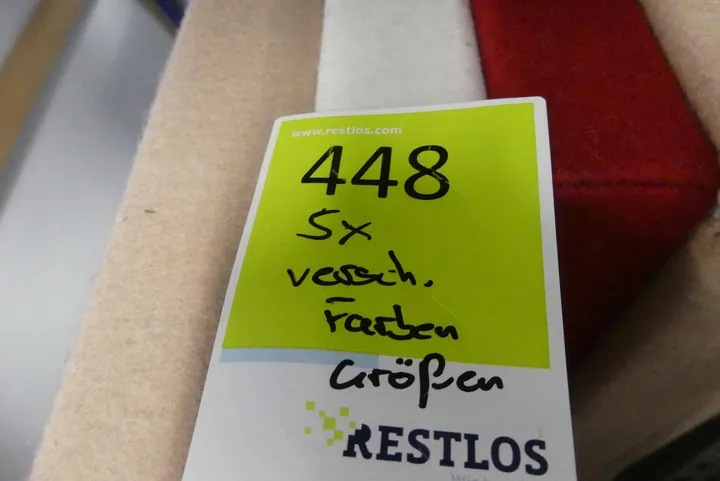 www.restlos.com
448
5x
versch.
Farben
Größen
RESTLOS